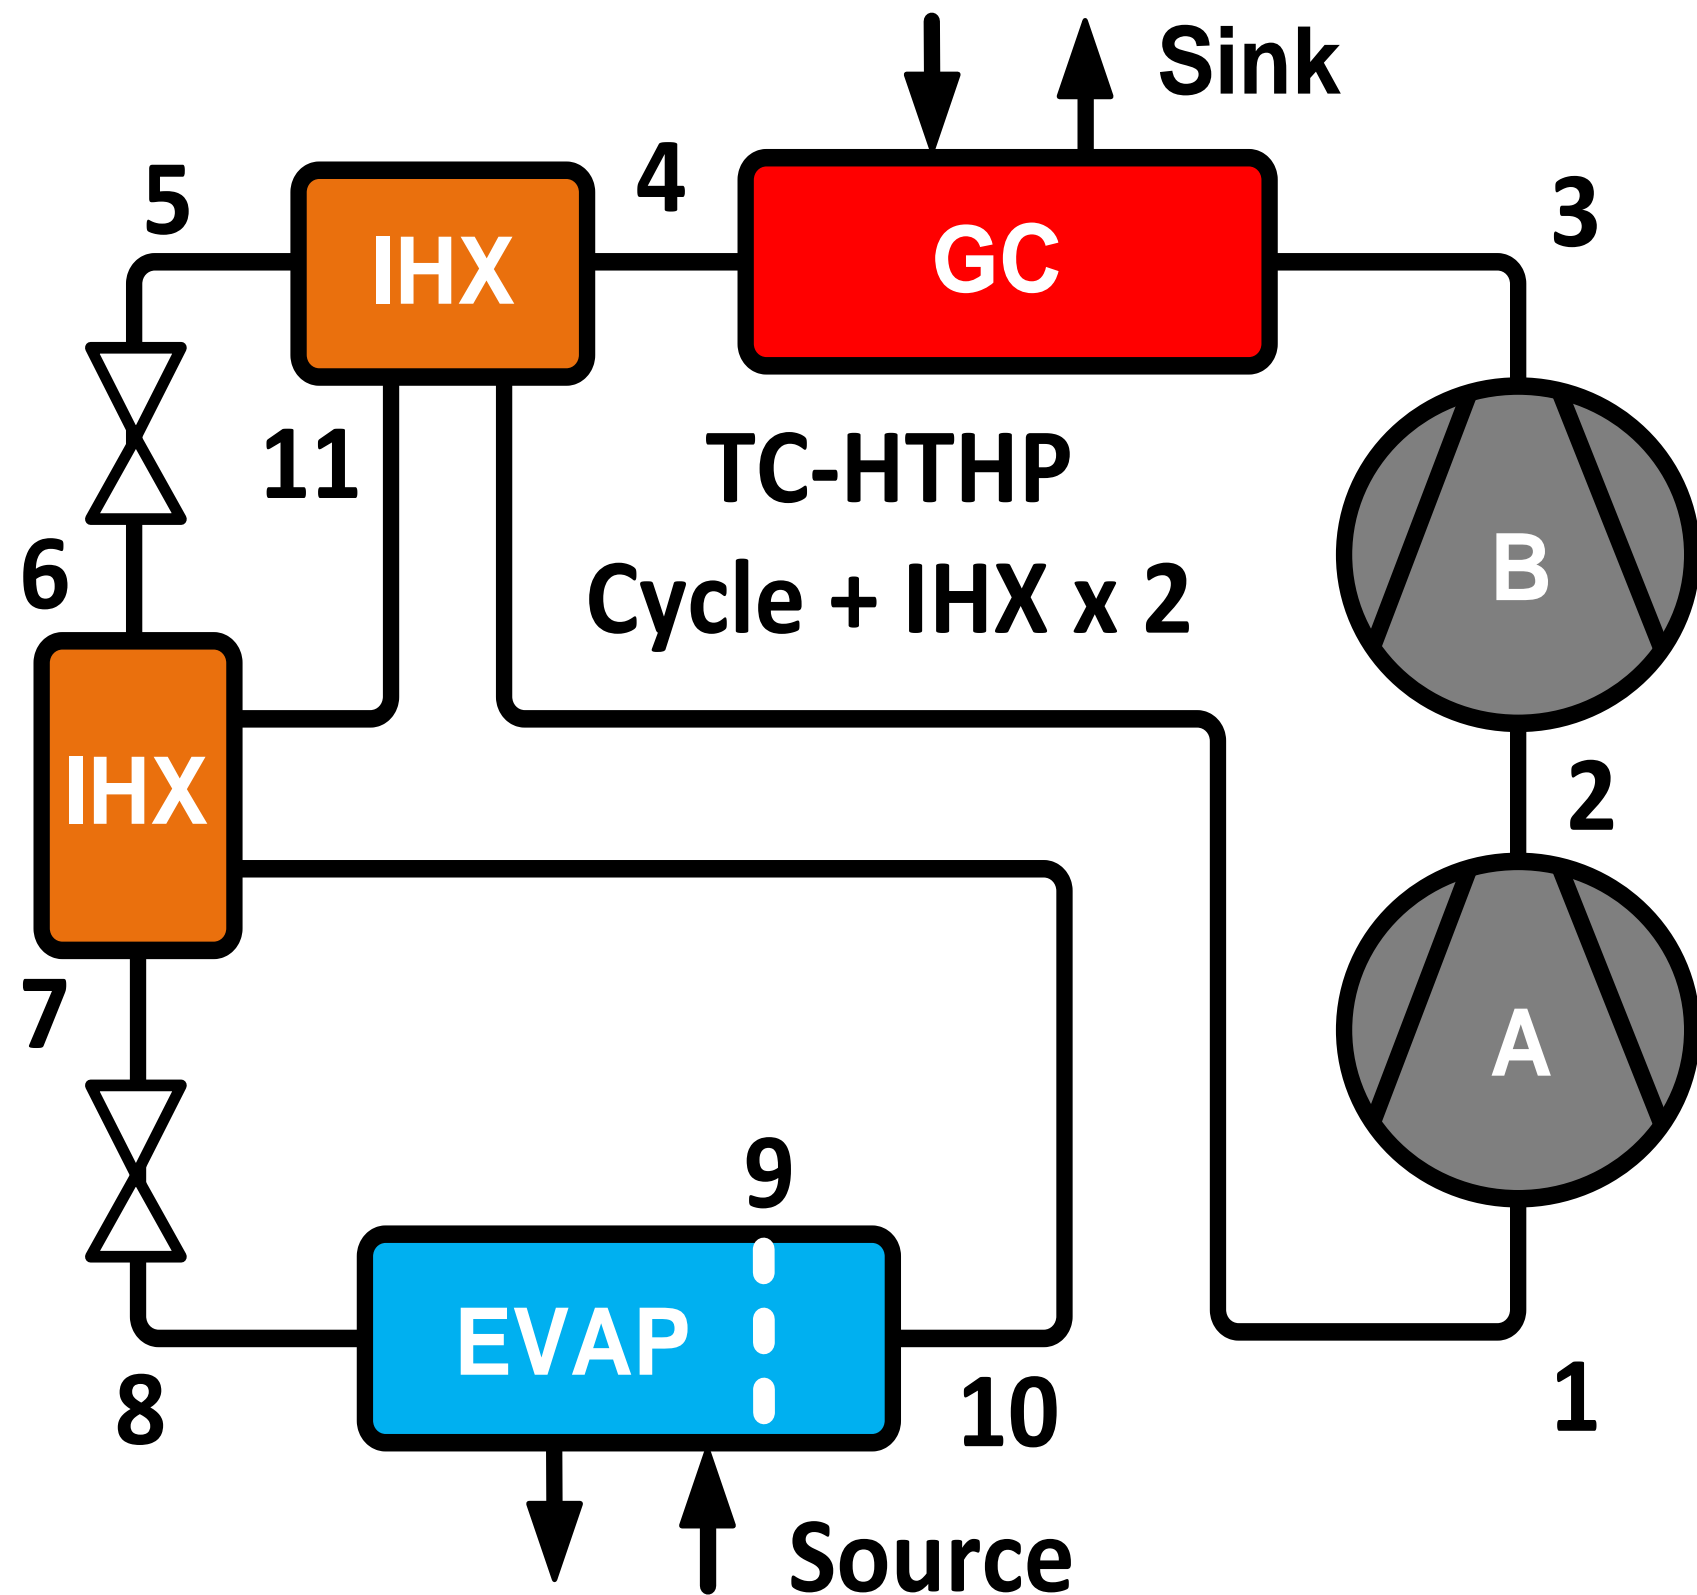 Sink
5
IHX
4
GC
3
11
TC-HTHP
Cycle + IHX x 2
6
B
IHX
2
7
A
9
EVAP
8
10
1
Source